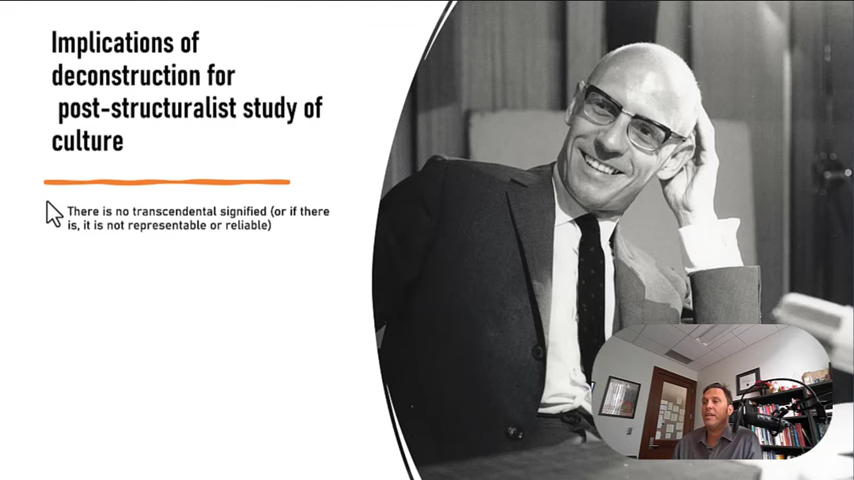 Implications of
deconstruction for
post-structuralist study of
culture
There is no transcendental signified (or if there
is, it is not representable or reliable)